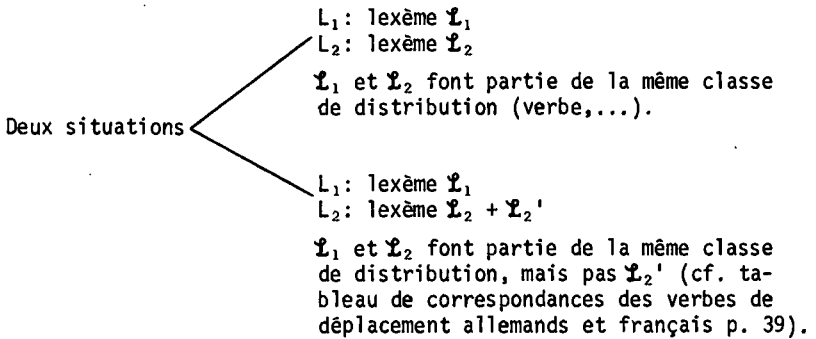 L₁: lexème 𝕷₁
L₂: lexème 𝕷₂
𝕷₁ et 𝕷₂ font partie de la même classe
de distribution (verbe,...).
Deux situations
L₁: lexème 𝕷₁
L₂: lexème 𝕷₂ + 𝕷₂'
𝕷₁ et 𝕷₂ font partie de la même classe
de distribution, mais pas 𝕷₂' (cf. ta-
bleau de correspondances des verbes de
déplacement allemands et français p. 39).